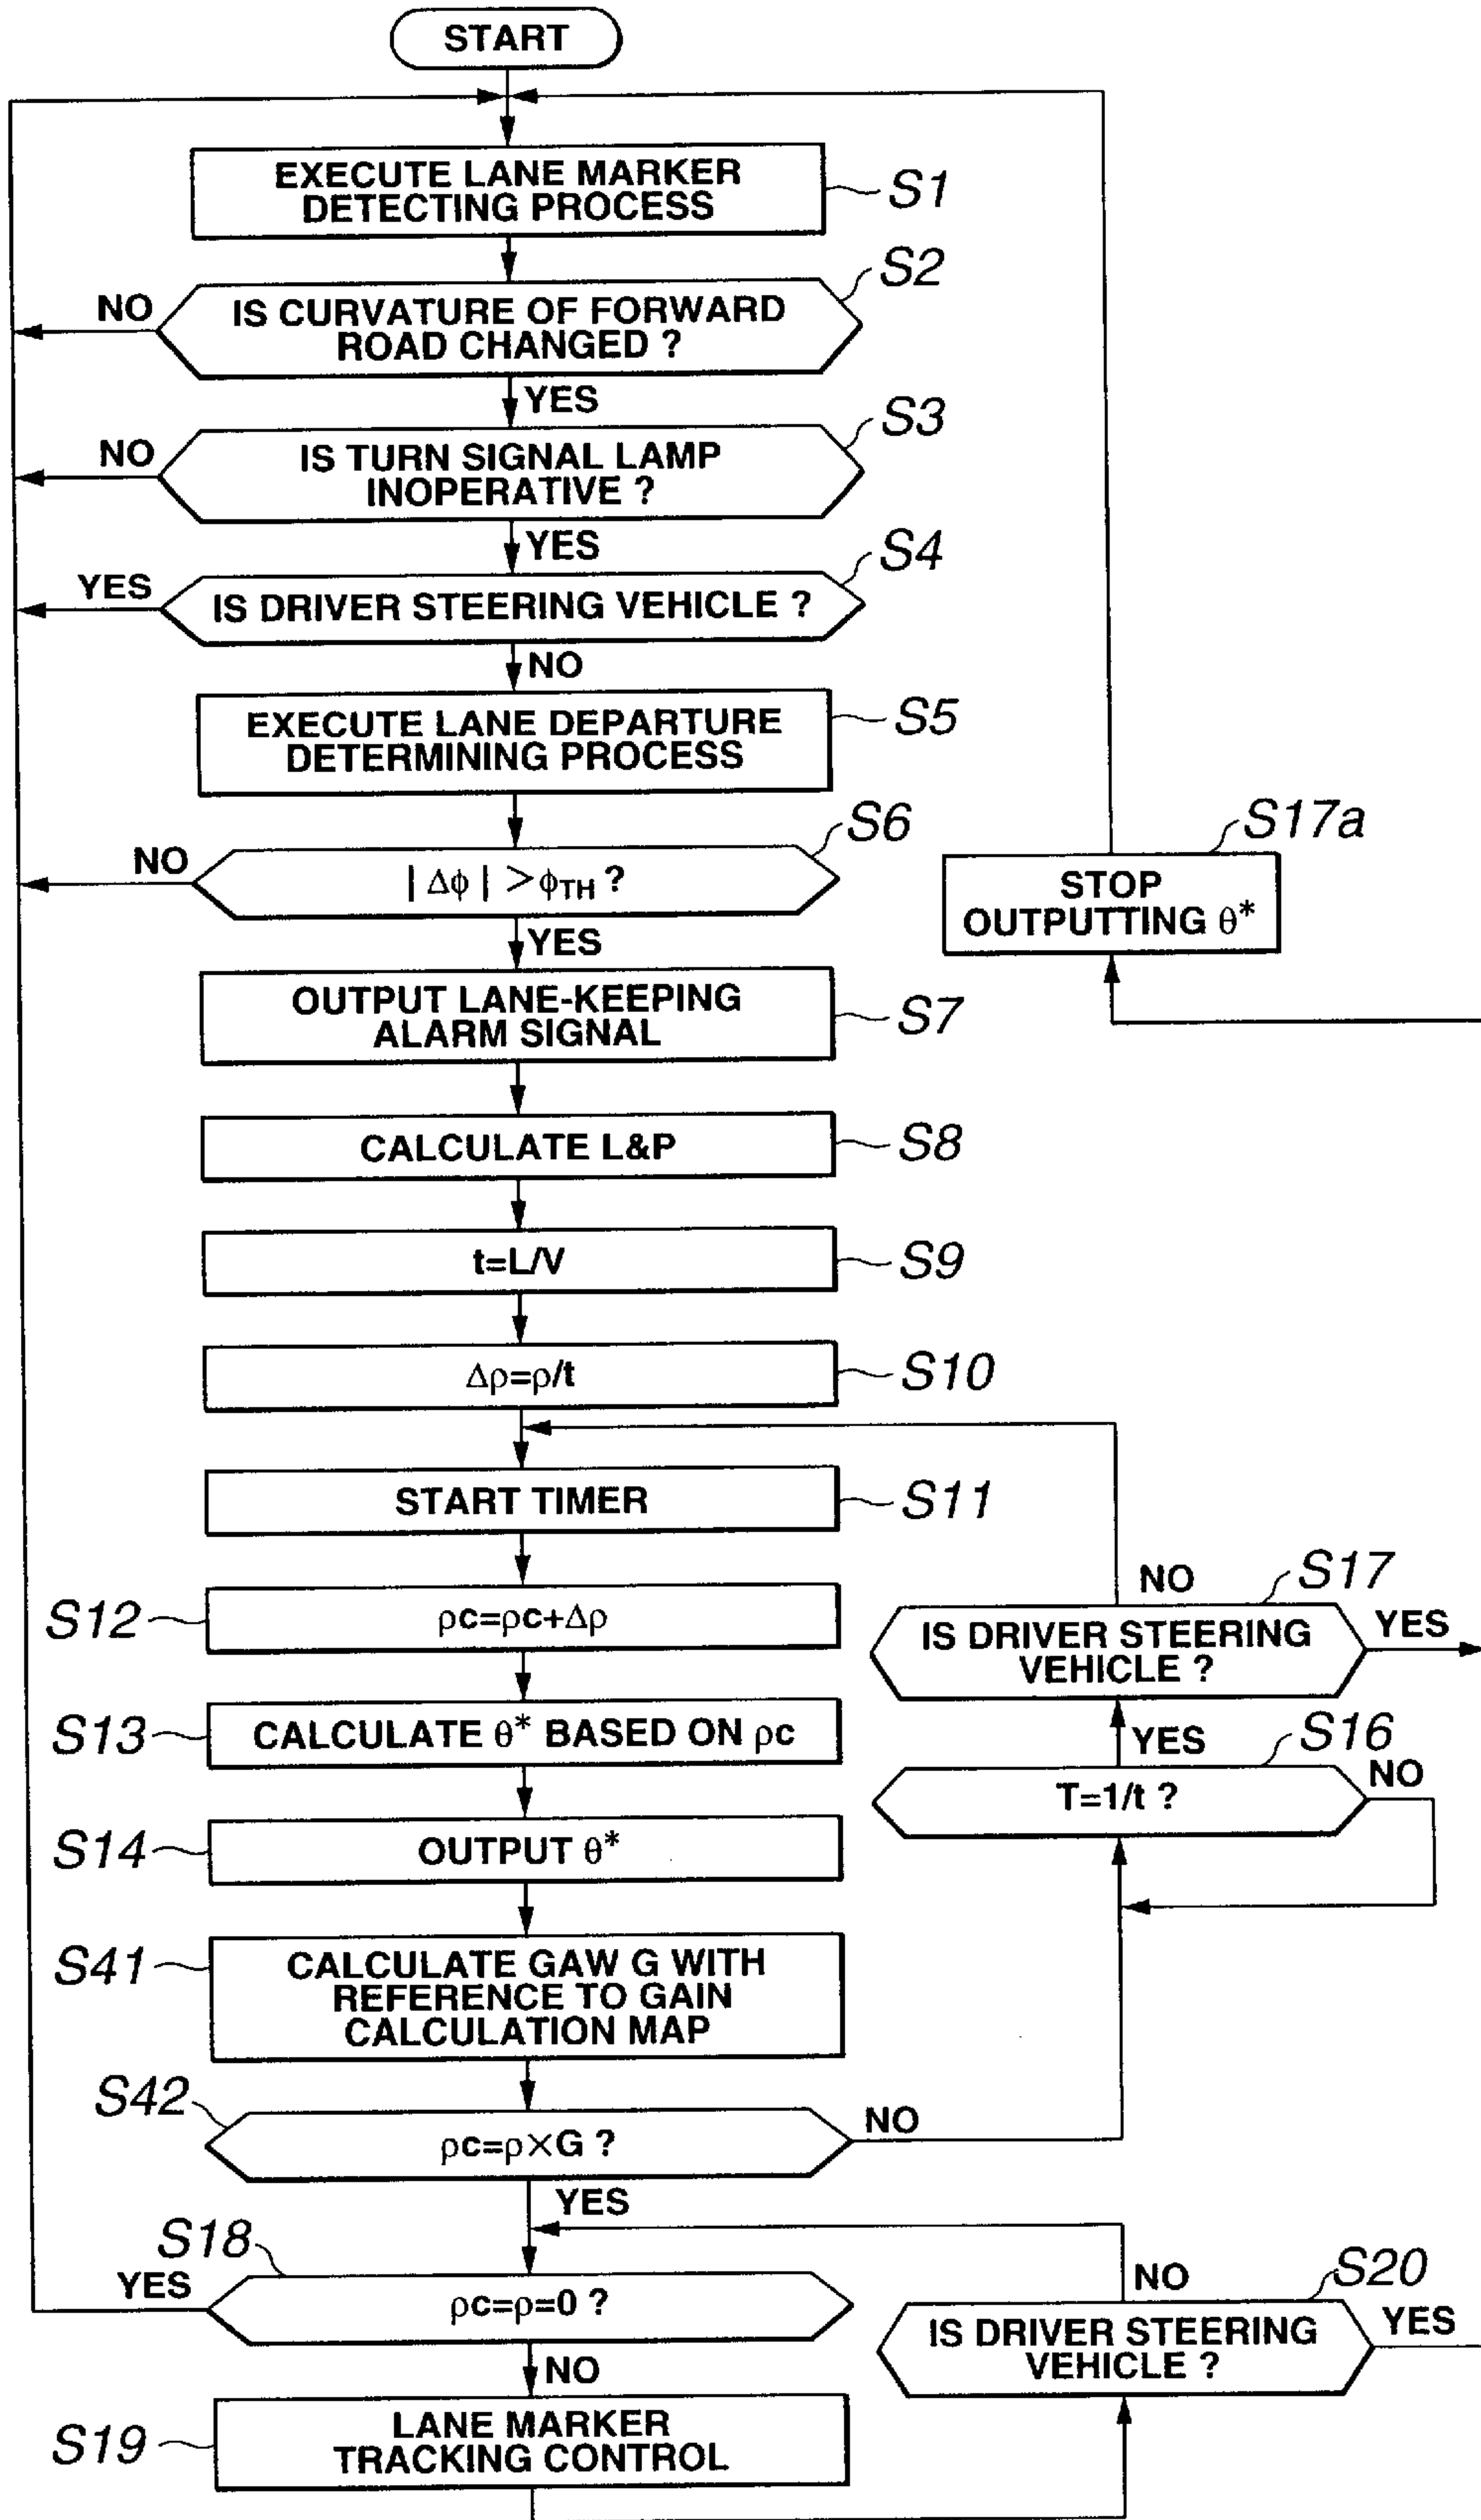 START
EXECUTE LANE MARKER
DETECTING PROCESS
S1
S2
NO
IS CURVATURE OF FORWARD
ROAD CHANGED ?
YES
S3
NO
IS TURN SIGNAL LAMP
INOPERATIVE ?
YES
S4
YES
IS DRIVER STEERING VEHICLE ?
NO
EXECUTE LANE DEPARTURE
DETERMINING PROCESS
S5
S6
NO
| Δϕ | >ϕTH ?
YES
S17a
STOP
OUTPUTTING θ*
OUTPUT LANE-KEEPING
ALARM SIGNAL
S7
CALCULATE L&P
S8
t=L/V
S9
Δρ=ρ/t
S10
START TIMER
S11
S12
ρc=ρc+Δρ
NO
S17
IS DRIVER STEERING
VEHICLE ?
YES
S13
CALCULATE θ* BASED ON ρc
YES
S16
T=1/t ?
NO
S14
OUTPUT θ*
S41
CALCULATE GAW G WITH
REFERENCE TO GAIN
CALCULATION MAP
S42
ρc=ρ×G ?
NO
YES
S18
YES
ρc=ρ=0 ?
NO
NO
S20
IS DRIVER STEERING
VEHICLE ?
YES
S19
LANE MARKER
TRACKING CONTROL